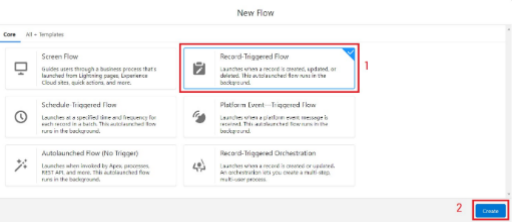 New Flow
Core All + Templates
Screen Flow
Guides users through a business process that's
launched from Lightning pages, Experience
Cloud sites, quick actions, and more.
Record-Triggered Flow
Launches when a record is created, updated, or
deleted. This autolaunched flow runs in the
background.
1
Schedule-Triggered Flow
Launches at a specified time and frequency for
each record in a batch. This autolaunched flow
runs in the background.
Platform Event—Triggered Flow
Launches when a platform event message is
received. This autolaunched flow runs in the
background.
Autolaunched Flow (No Trigger)
Launches when invoked by Apex, processes,
REST API, and more. This autolaunched flow
runs in the background.
Record-Triggered Orchestration
Launches when a record is created or updated.
An orchestration lets you create a multi-step,
multi-user process.
2
Create